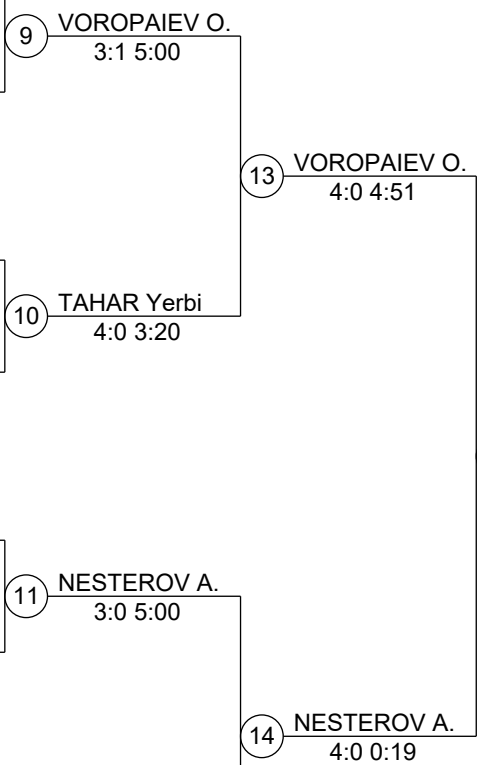 9
VOROPAIEV O.
3:1 5:00
13
VOROPAIEV O.
4:0 4:51
10
TAHAR Yerbi
4:0 3:20
11
NESTEROV A.
3:0 5:00
14
NESTEROV A.
4:0 0:19